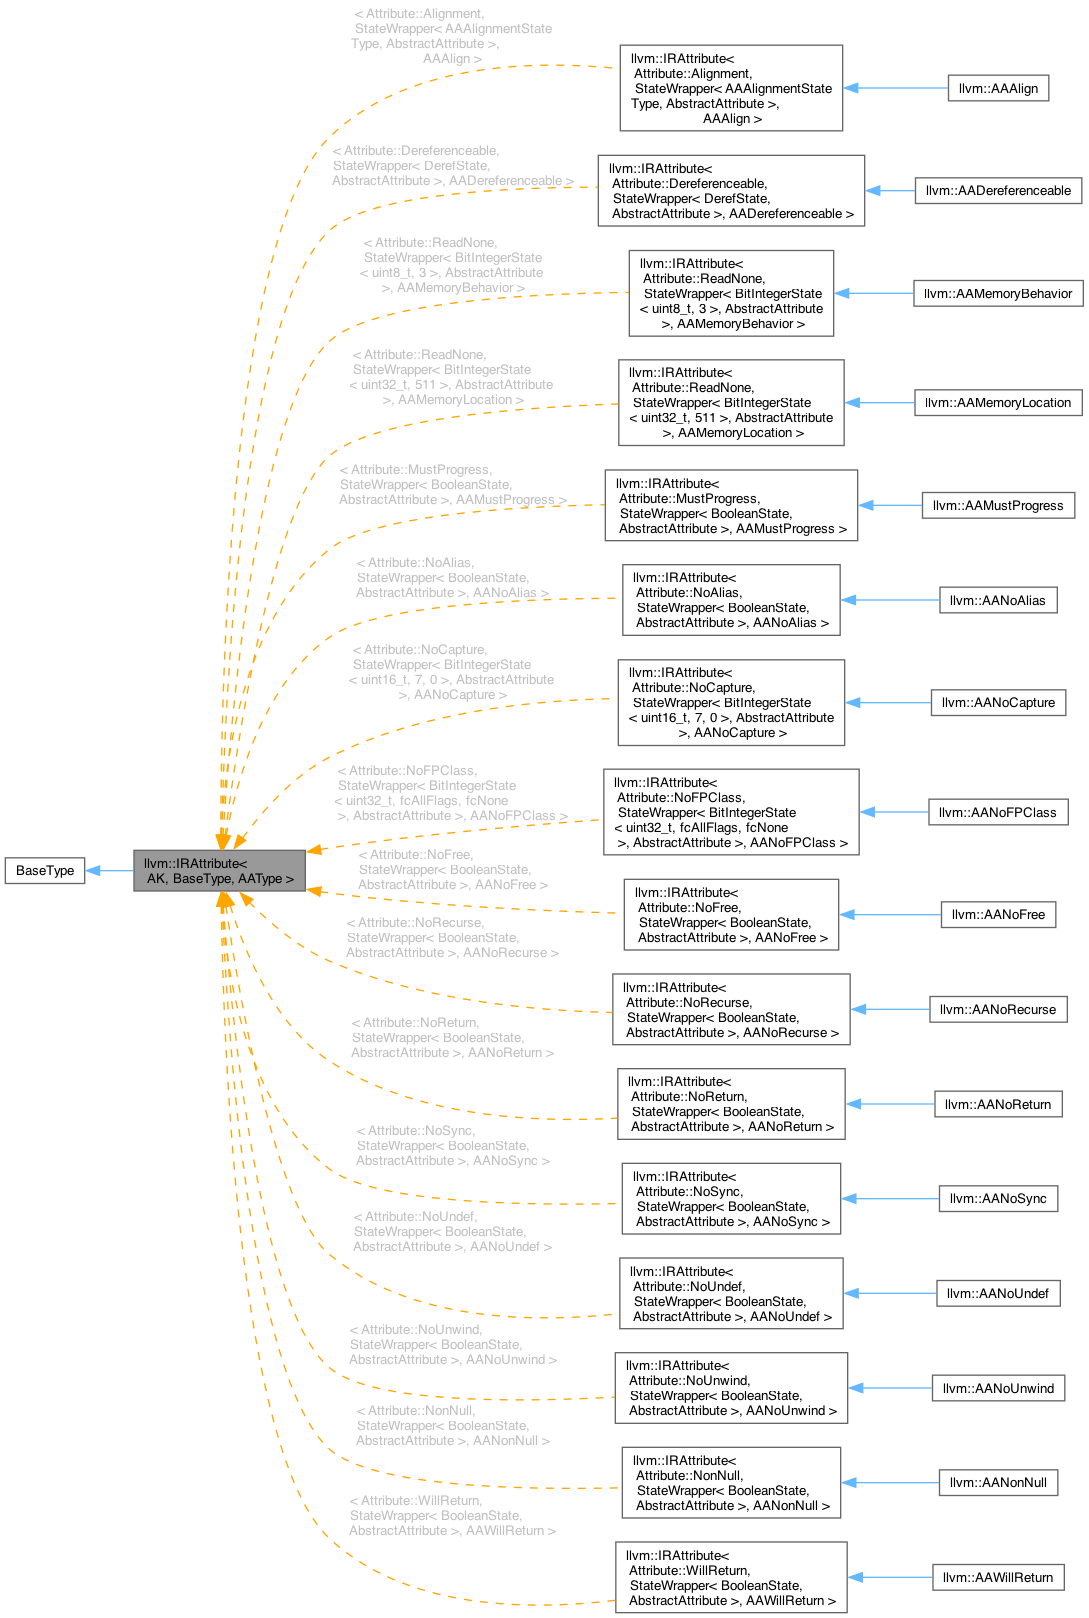 < Attribute::Alignment,
StateWrapper< AAAlignmentState
Type, AbstractAttribute >,
AAAlign >
llvm::IRAttribute<
Attribute::Alignment,
StateWrapper< AAAlignmentState
Type, AbstractAttribute >,
AAAlign >
llvm::AAAlign
< Attribute::Dereferenceable,
StateWrapper< DerefState,
AbstractAttribute >, AADereferenceable >
llvm::IRAttribute<
Attribute::Dereferenceable,
StateWrapper< DerefState,
AbstractAttribute >, AADereferenceable >
llvm::AADereferenceable
< Attribute::ReadNone,
StateWrapper< BitIntegerState
< uint8_t, 3 >, AbstractAttribute
>, AAMemoryBehavior >
llvm::IRAttribute<
Attribute::ReadNone,
StateWrapper< BitIntegerState
< uint8_t, 3 >, AbstractAttribute
>, AAMemoryBehavior >
llvm::AAMemoryBehavior
< Attribute::ReadNone,
StateWrapper< BitIntegerState
< uint32_t, 511 >, AbstractAttribute
>, AAMemoryLocation >
llvm::IRAttribute<
Attribute::ReadNone,
StateWrapper< BitIntegerState
< uint32_t, 511 >, AbstractAttribute
>, AAMemoryLocation >
llvm::AAMemoryLocation
< Attribute::MustProgress,
StateWrapper< BooleanState,
AbstractAttribute >, AAMustProgress >
llvm::IRAttribute<
Attribute::MustProgress,
StateWrapper< BooleanState,
AbstractAttribute >, AAMustProgress >
llvm::AAMustProgress
< Attribute::NoAlias,
StateWrapper< BooleanState,
AbstractAttribute >, AANoAlias >
llvm::IRAttribute<
Attribute::NoAlias,
StateWrapper< BooleanState,
AbstractAttribute >, AANoAlias >
llvm::AANoAlias
< Attribute::NoCapture,
StateWrapper< BitIntegerState
< uint16_t, 7, 0 >, AbstractAttribute
>, AANoCapture >
llvm::IRAttribute<
Attribute::NoCapture,
StateWrapper< BitIntegerState
< uint16_t, 7, 0 >, AbstractAttribute
>, AANoCapture >
llvm::AANoCapture
< Attribute::NoFPClass,
StateWrapper< BitIntegerState
< uint32_t, fcAllFlags, fcNone
>, AbstractAttribute >, AANoFPClass >
llvm::IRAttribute<
Attribute::NoFPClass,
StateWrapper< BitIntegerState
< uint32_t, fcAllFlags, fcNone
>, AbstractAttribute >, AANoFPClass >
llvm::AANoFPClass
BaseType
llvm::IRAttribute<
AK, BaseType, AAType >
< Attribute::NoFree,
StateWrapper< BooleanState,
AbstractAttribute >, AANoFree >
llvm::IRAttribute<
Attribute::NoFree,
StateWrapper< BooleanState,
AbstractAttribute >, AANoFree >
llvm::AANoFree
< Attribute::NoRecurse,
StateWrapper< BooleanState,
AbstractAttribute >, AANoRecurse >
llvm::IRAttribute<
Attribute::NoRecurse,
StateWrapper< BooleanState,
AbstractAttribute >, AANoRecurse >
llvm::AANoRecurse
< Attribute::NoReturn,
StateWrapper< BooleanState,
AbstractAttribute >, AANoReturn >
llvm::IRAttribute<
Attribute::NoReturn,
StateWrapper< BooleanState,
AbstractAttribute >, AANoReturn >
llvm::AANoReturn
< Attribute::NoSync,
StateWrapper< BooleanState,
AbstractAttribute >, AANoSync >
llvm::IRAttribute<
Attribute::NoSync,
StateWrapper< BooleanState,
AbstractAttribute >, AANoSync >
llvm::AANoSync
< Attribute::NoUndef,
StateWrapper< BooleanState,
AbstractAttribute >, AANoUndef >
llvm::IRAttribute<
Attribute::NoUndef,
StateWrapper< BooleanState,
AbstractAttribute >, AANoUndef >
llvm::AANoUndef
< Attribute::NoUnwind,
StateWrapper< BooleanState,
AbstractAttribute >, AANoUnwind >
llvm::IRAttribute<
Attribute::NoUnwind,
StateWrapper< BooleanState,
AbstractAttribute >, AANoUnwind >
llvm::AANoUnwind
< Attribute::NonNull,
StateWrapper< BooleanState,
AbstractAttribute >, AANonNull >
llvm::IRAttribute<
Attribute::NonNull,
StateWrapper< BooleanState,
AbstractAttribute >, AANonNull >
llvm::AANonNull
< Attribute::WillReturn,
StateWrapper< BooleanState,
AbstractAttribute >, AAWillReturn >
llvm::IRAttribute<
Attribute::WillReturn,
StateWrapper< BooleanState,
AbstractAttribute >, AAWillReturn >
llvm::AAWillReturn